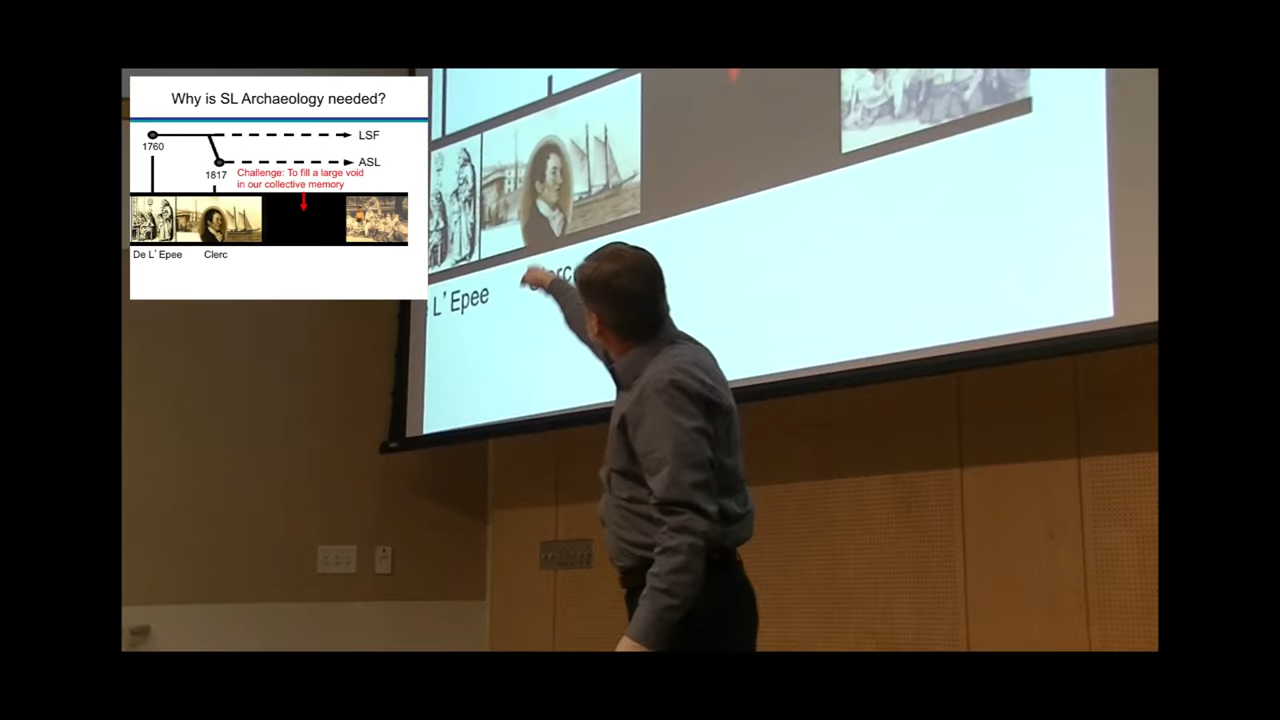 Why is SL Archaeology needed?
LSF
1760
ASL
1817
Challenge: To fill a large void
in our collective memory
De L' Epee
Clerc
L' Epee
Clerc